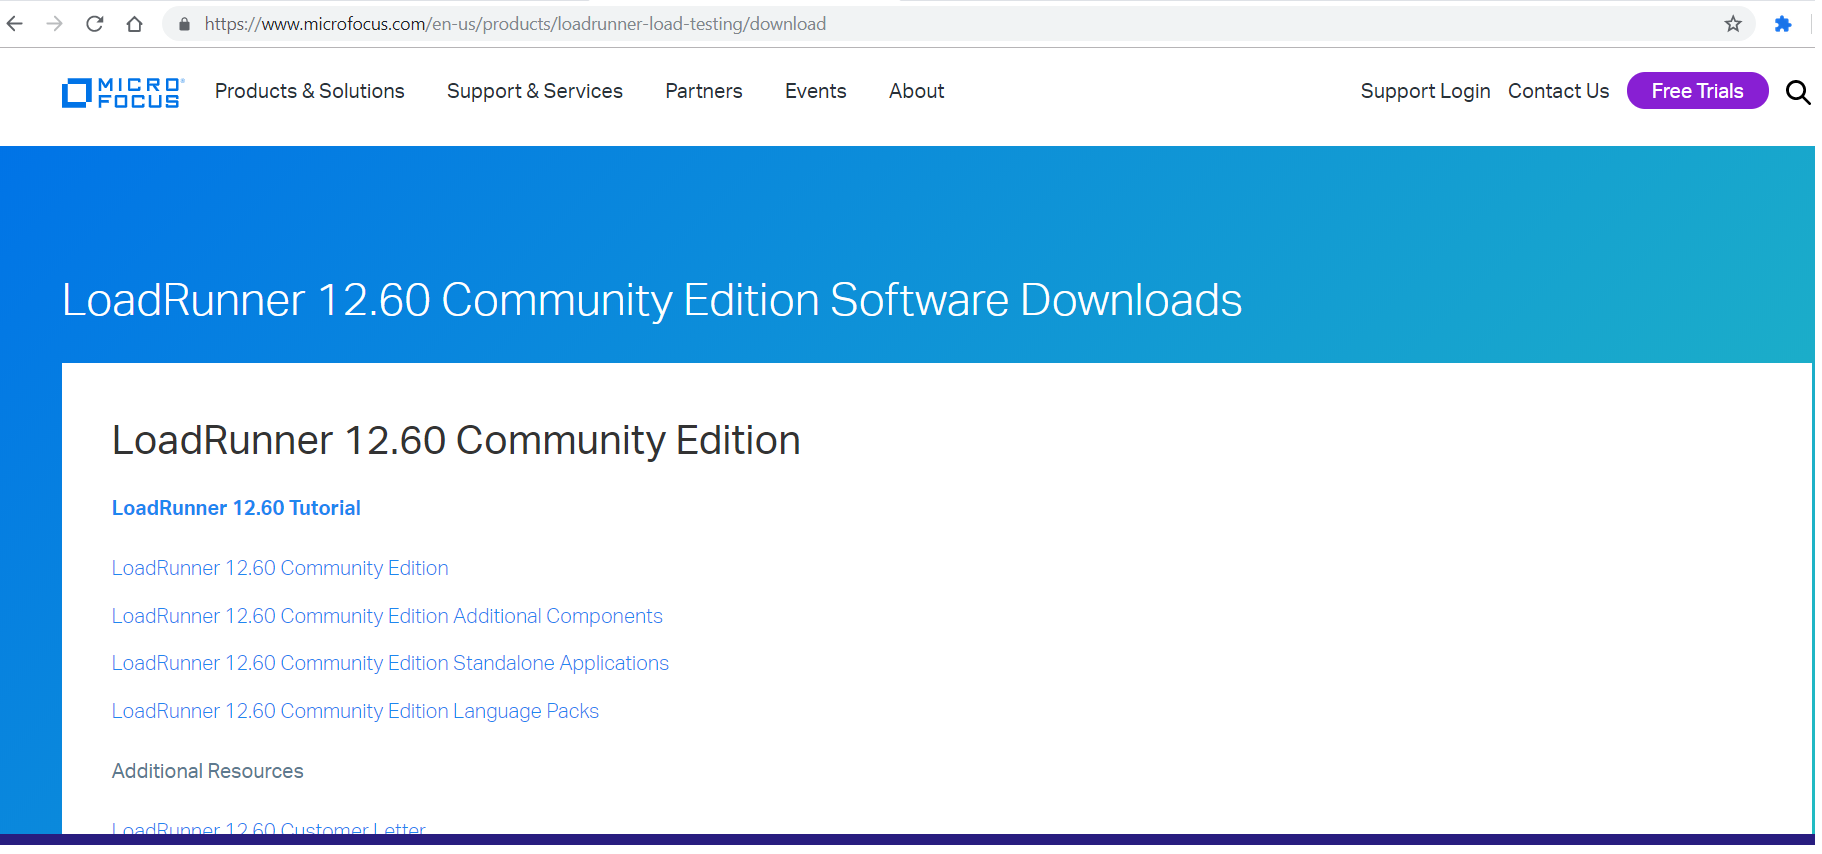 https://www.microfocus.com/en-us/products/loadrunner-load-testing/download
MICRO
FOCUS
Products & Solutions Support & Services Partners Events About Support Login Contact Us Free Trials
LoadRunner 12.60 Community Edition Software Downloads
LoadRunner 12.60 Community Edition
LoadRunner 12.60 Tutorial
LoadRunner 12.60 Community Edition
LoadRunner 12.60 Community Edition Additional Components
LoadRunner 12.60 Community Edition Standalone Applications
LoadRunner 12.60 Community Edition Language Packs
Additional Resources
LoadRunner 12.60 Customer Letter